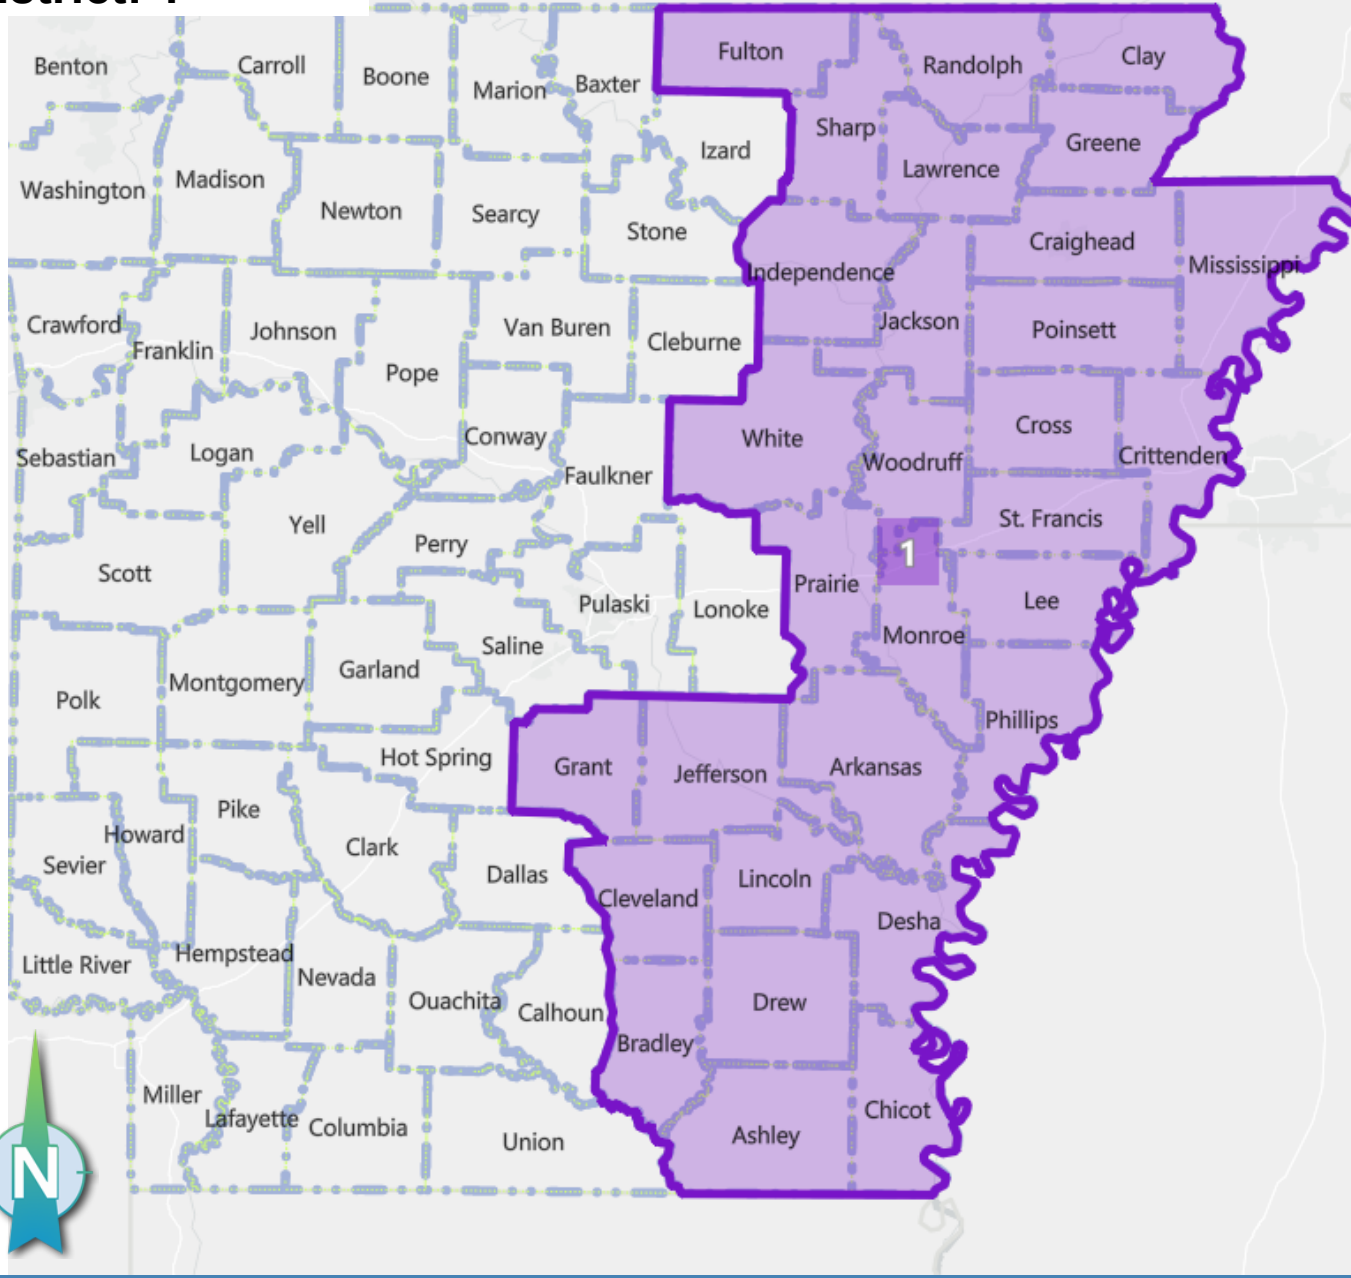 Fulton
Randolph
Clay
Benton
Carroll
Boone
Marion
Baxter
Sharp
Greene
Izard
Lawrence
Washington
Madison
Newton
Searcy
Stone
Craighead
Mississippi
Independence
Crawford
Franklin
Johnson
Van Buren
Cleburne
Jackson
Poinsett
Pope
Conway
White
Cross
Sebastian
Logan
Faulkner
Woodruff
Crittenden
Yell
St. Francis
Scott
Perry
1
Prairie
Pulaski
Lonoke
Lee
Saline
Monroe
Polk
Montgomery
Garland
Phillips
Hot Spring
Grant
Jefferson
Arkansas
Pike
Howard
Clark
Sevier
Dallas
Lincoln
Cleveland
Desha
Little River
Hempstead
Nevada
Ouachita
Calhoun
Drew
Bradley
Miller
Lafayette
Columbia
Union
Ashley
Chicot
N